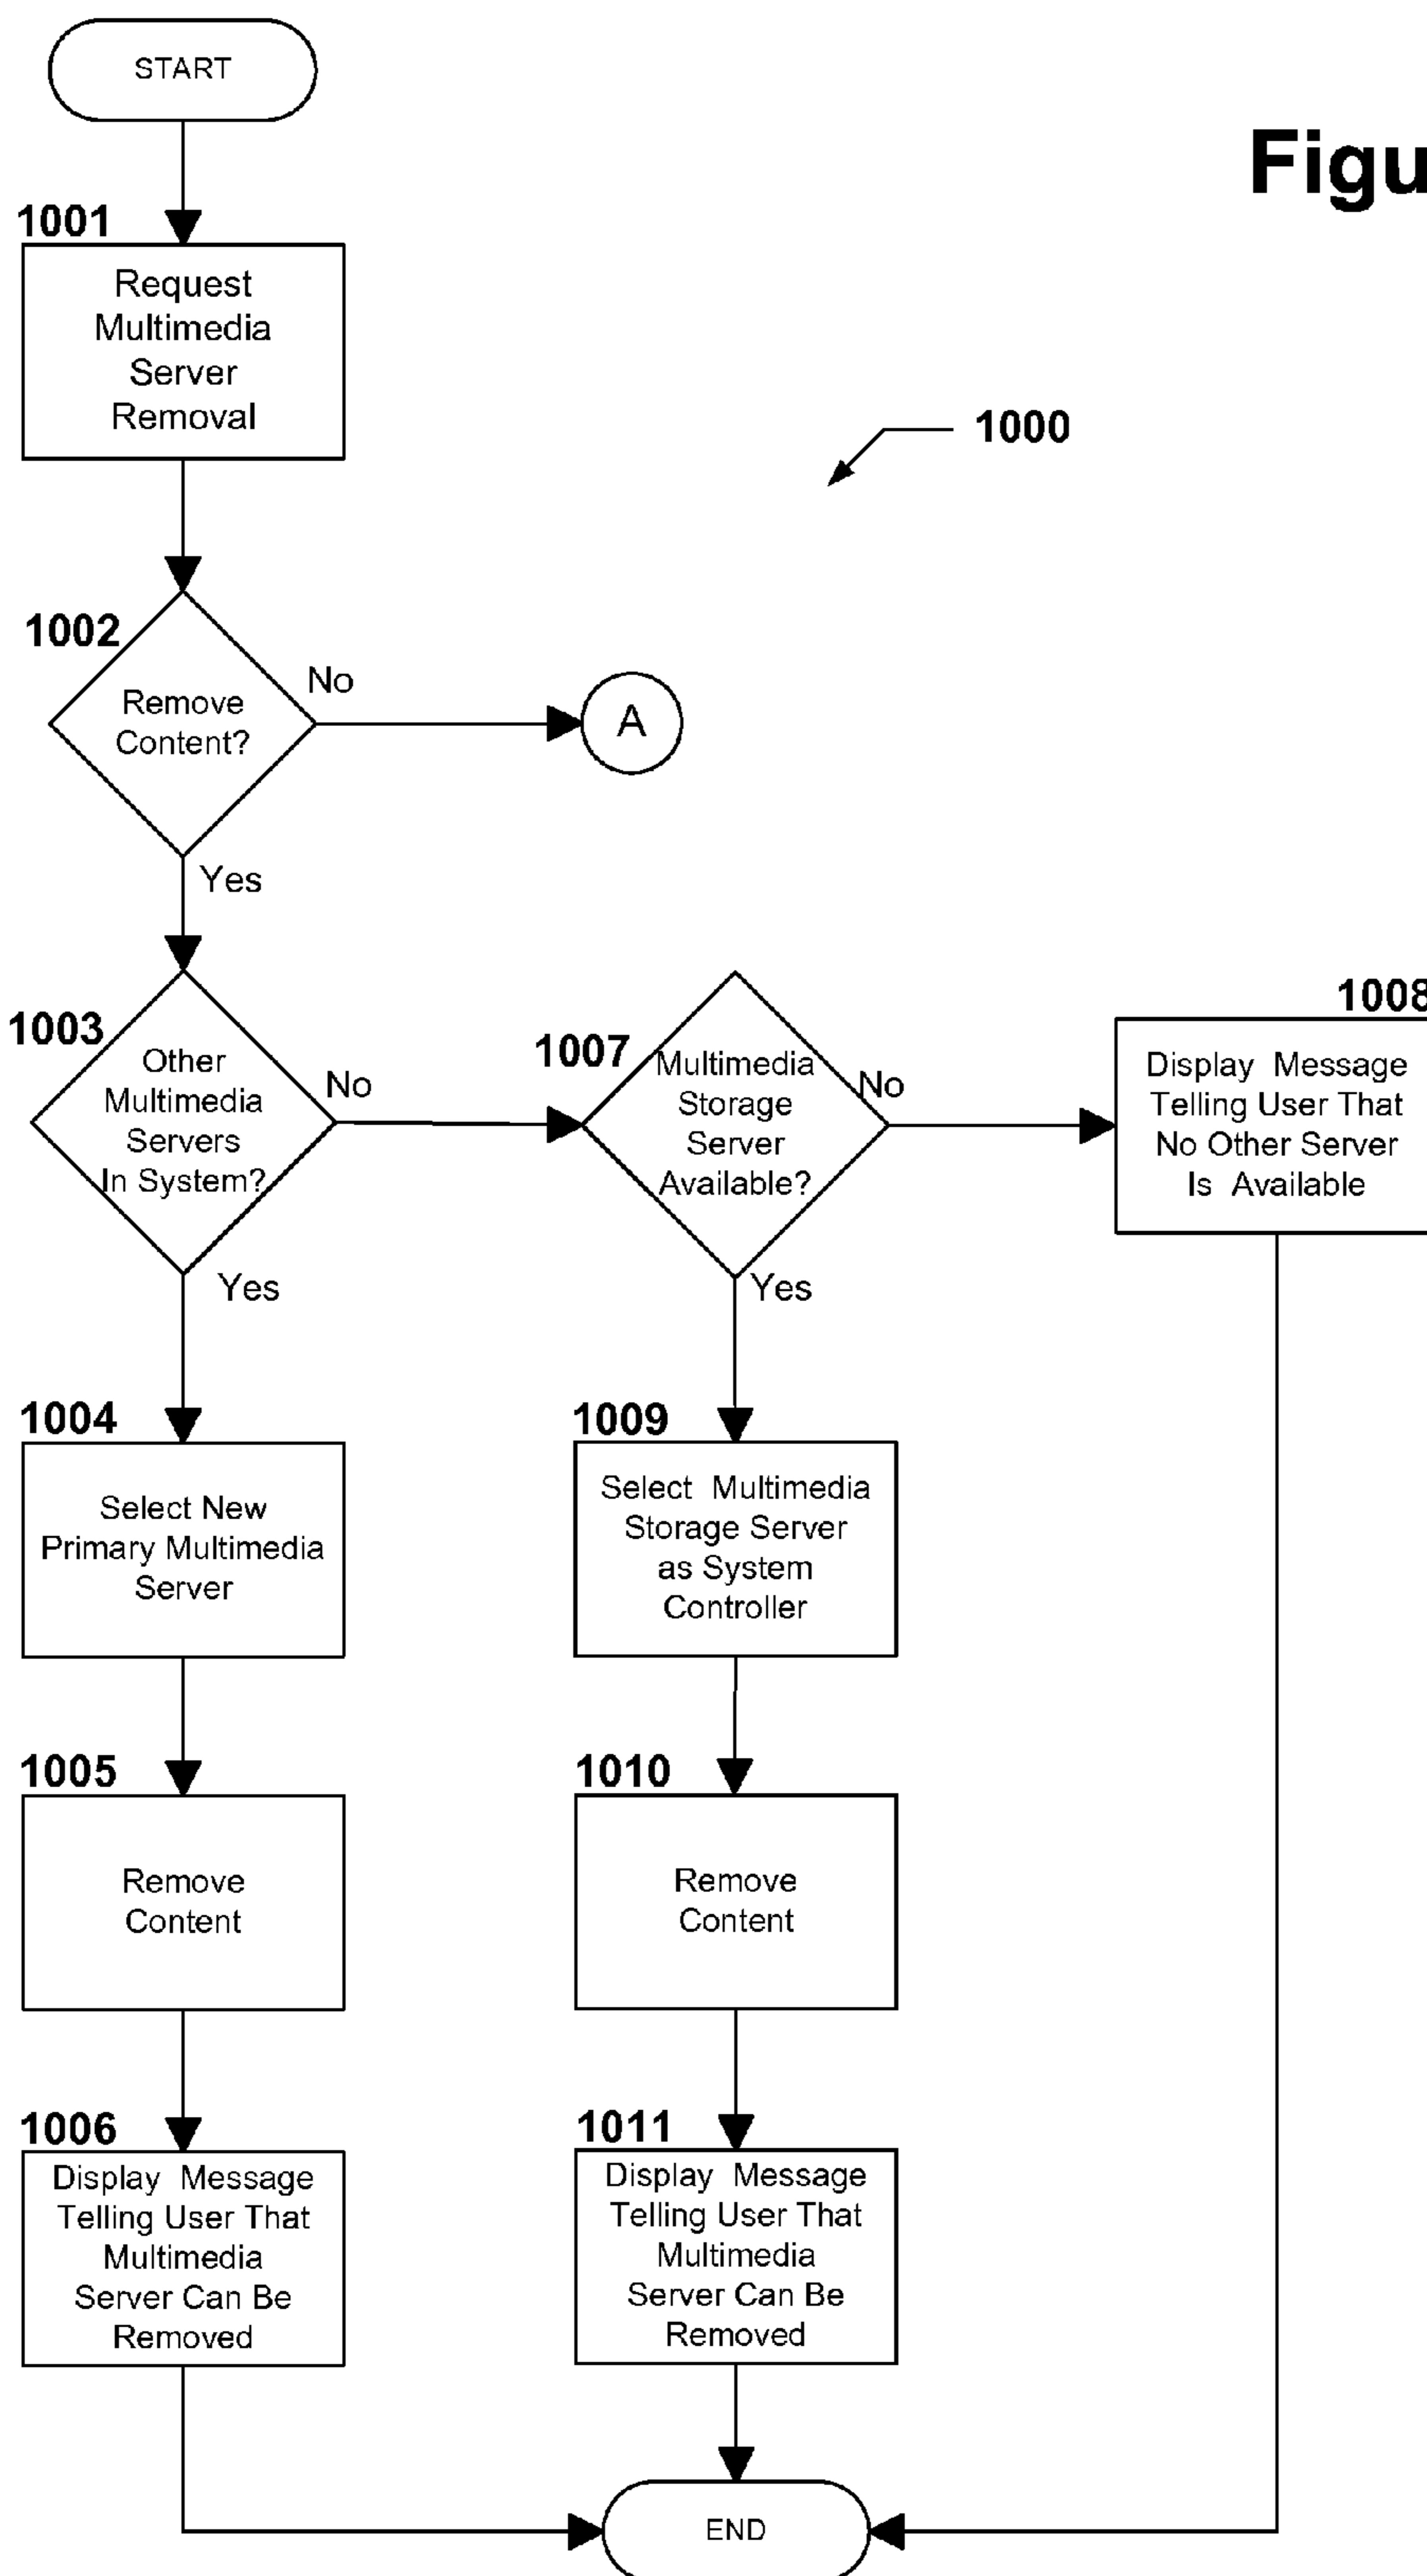 START
Figu
1001
Request
Multimedia
Server
Removal
1000
1002
Remove
Content?
No
A
Yes
1003
Other
Multimedia
Servers
In System?
No
1007
Multimedia
Storage
Server
Available?
No
1008
Display Message
Telling User That
No Other Server
Is Available
Yes
Yes
1004
Select New
Primary Multimedia
Server
1009
Select Multimedia
Storage Server
as System
Controller
1005
Remove
Content
1010
Remove
Content
1006
Display Message
Telling User That
Multimedia
Server Can Be
Removed
1011
Display Message
Telling User That
Multimedia
Server Can Be
Removed
END